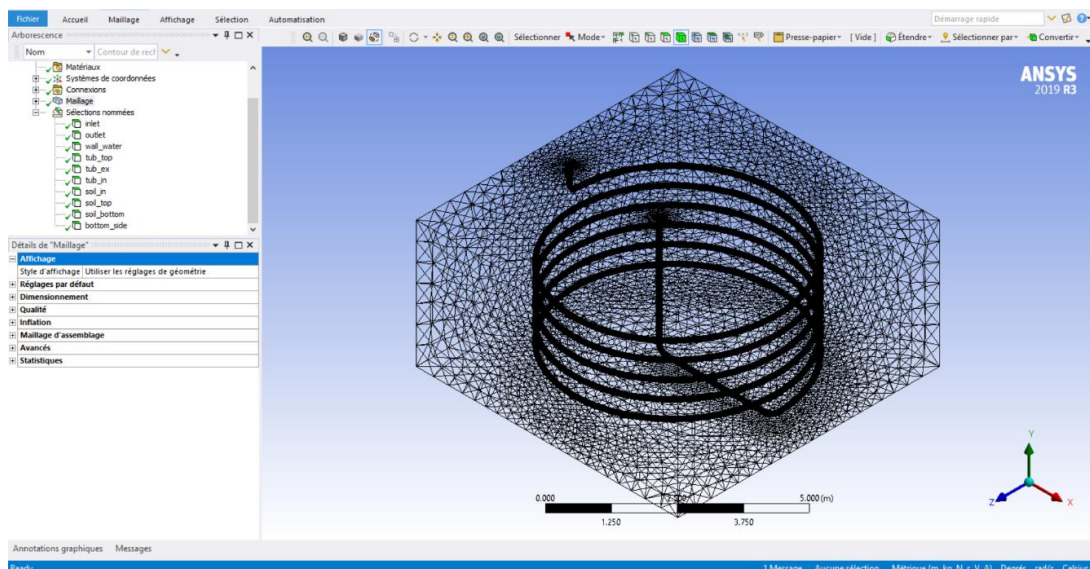 Fichier Accueil Maillage Affichage Sélection Automatisation Démarrage rapide
Arborescence
Nom Contour de rech
Sélectionner Mode Presse-papier [ Vide ] Étendre Sélectionner par Convertir
Matériaux
Systèmes de coordonnées
Connexions
Maillage
Sélections nommées
inlet
outlet
wall_water
tub_top
tub_ex
tub_in
soil_in
soil_top
soil_bottom
bottom_side
Détails de "Maillage"
Affichage
Style d'affichage Utiliser les réglages de géométrie
Réglages par défaut
Dimensionnement
Qualité
Inflation
Maillage d'assemblage
Avancés
Statistiques
ANSYS
2019 R3
0.000 5.000 (m)
1.250 3.750
Y
Z X
Annotations graphiques Messages
Ready 1 Message Aucune sélection Métrique (m, kg, N, s, V, A) Degrés rad/s Celsius